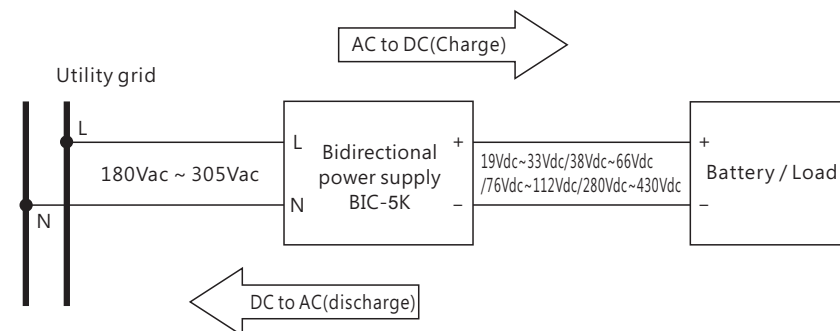 AC to DC(Charge)
Utility grid
L
L
+
+
180Vac ~ 305Vac
Bidirectional
power supply
BIC-5K
19Vdc~33Vdc/38Vdc~66Vdc
/76Vdc~112Vdc/280Vdc~430Vdc
Battery / Load
N
N
−
−
DC to AC(discharge)